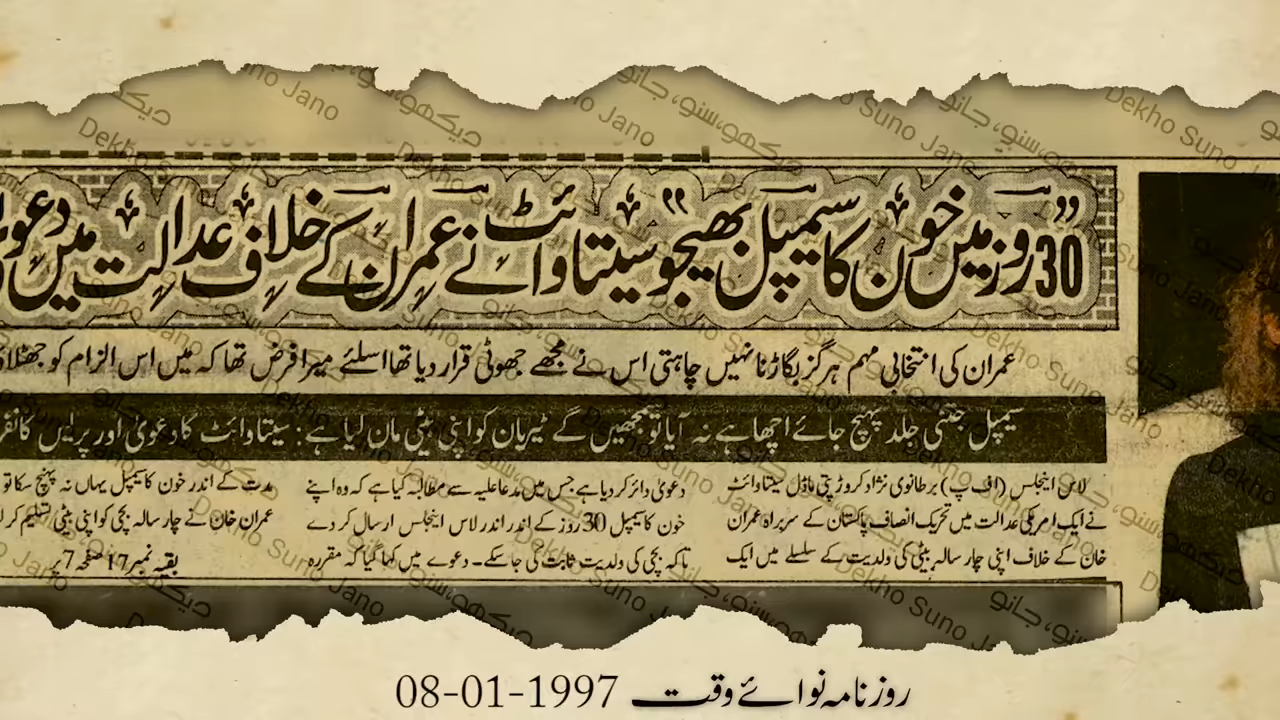 ”30 روز میں خون کا سیمپل بھیجو“ سیتا وائٹ نے عمران کے خلاف عدالت میں
عمران کی انتخابی مہم ہرگز بگاڑنا نہیں چاہتی اس نے مجھے جھوٹی قرار دیا تھا اسلئے میرا فرض تھا کہ میں اس الزام کو
سیمپل جتنی جلد پہنچ جائے اچھا ہے نہ آیا تو سمجھیں گے ٹیریان کو اپنی بیٹی مان لیا ہے : سیتا وائٹ کا دعویٰ اور پریس
لاس اینجلس (اف پ) برطانوی نژاد کروڑ پتی ماڈل سیتا وائٹ
نے ایک امریکی عدالت میں تحریک انصاف پاکستان کے سربراہ عمران
خان کے خلاف اپنی چار سالہ بیٹی کی ولدیت کے سلسلے میں ایک
دعویٰ دائر کر دیا ہے جس میں مدعا علیہ سے مطالبہ کیا ہے کہ وہ اپنے
خون کا سیمپل 30 روز کے اندر اندر لاس اینجلس ارسال کر دے
تاکہ بچی کی ولدیت ثابت کی جا سکے۔ دعوے میں کہا گیا کہ مقررہ
مدت کے اندر خون کا سیمپل یہاں نہ پہنچ سکا تو
عمران خان نے چار سالہ بچی کو اپنی بیٹی تسلیم کر
بقیہ نمبر 17 صفحہ 7 پر
روزنامہ نوائے وقت 08-01-1997
دیکھو، سنو، جانو
Dekho Suno Jano